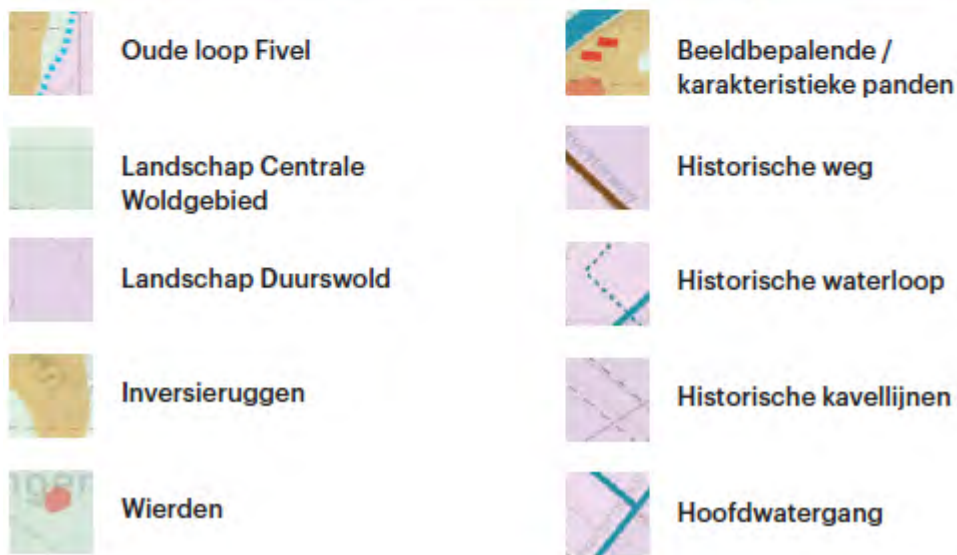 Oude loop Fivel
Landschap Centrale
Woldgebied
Landschap Duurswold
Inversieruggen
Wierden
Beeldbepalende /
karakteristieke panden
Historische weg
Historische waterloop
Historische kavellijnen
Hoofdwatergang